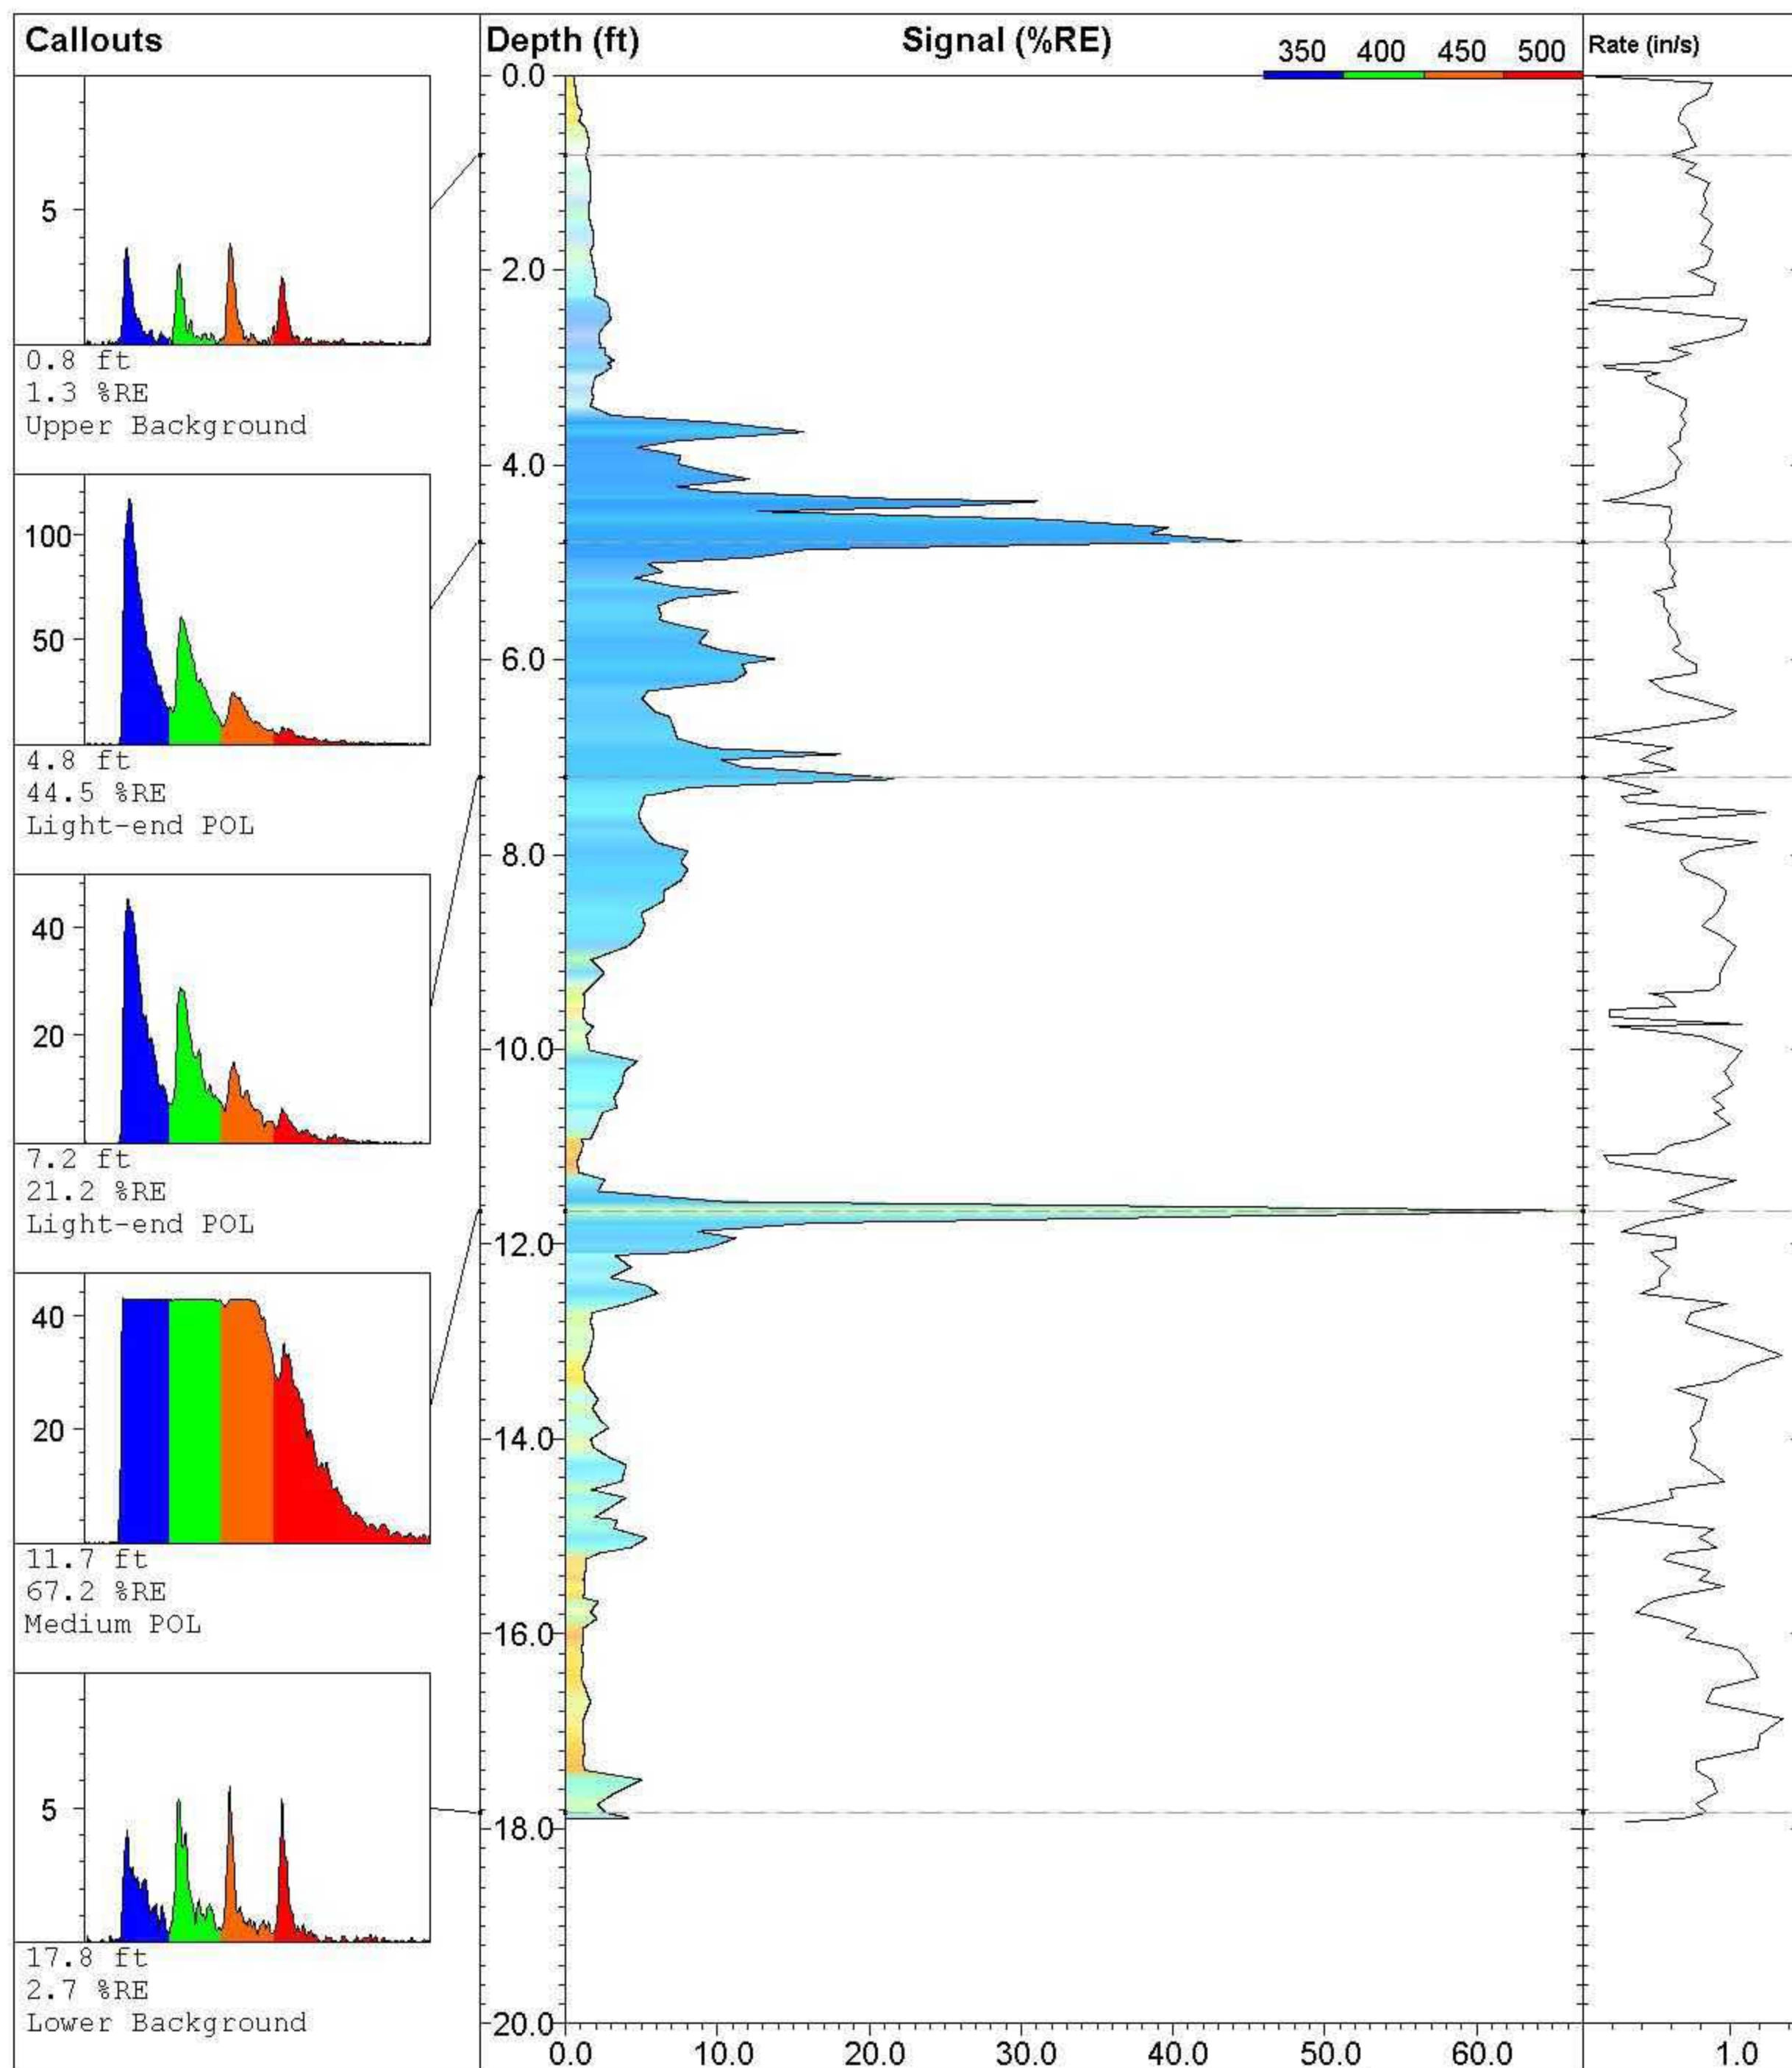 Callouts
Depth (ft)
Signal (%RE)
350 400 450 500
Rate (in/s)
5
0.8 ft
1.3 %RE
Upper Background
100
50
4.8 ft
44.5 %RE
Light-end POL
40
20
7.2 ft
21.2 %RE
Light-end POL
40
20
11.7 ft
67.2 %RE
Medium POL
5
17.8 ft
2.7 %RE
Lower Background
0.0
2.0
4.0
6.0
8.0
10.0
12.0
14.0
16.0
18.0
20.0
0.0 10.0 20.0 30.0 40.0 50.0 60.0
1.0